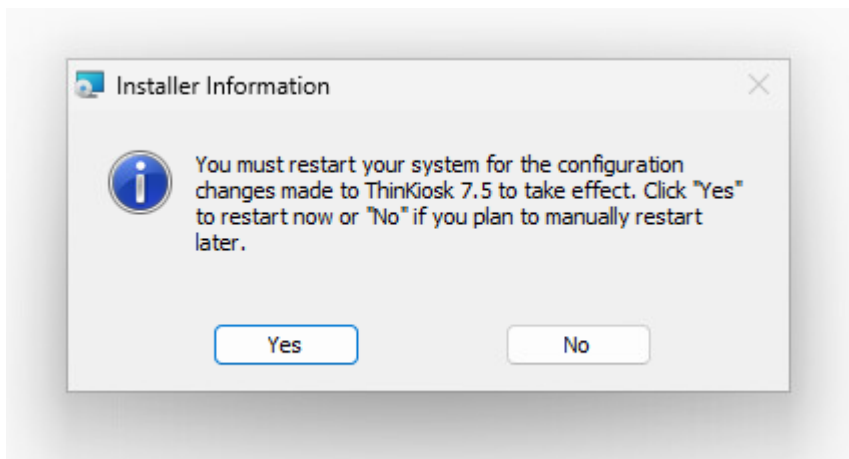 Installer Information
You must restart your system for the configuration
changes made to ThinKiosk 7.5 to take effect. Click "Yes"
to restart now or "No" if you plan to manually restart
later.
Yes
No